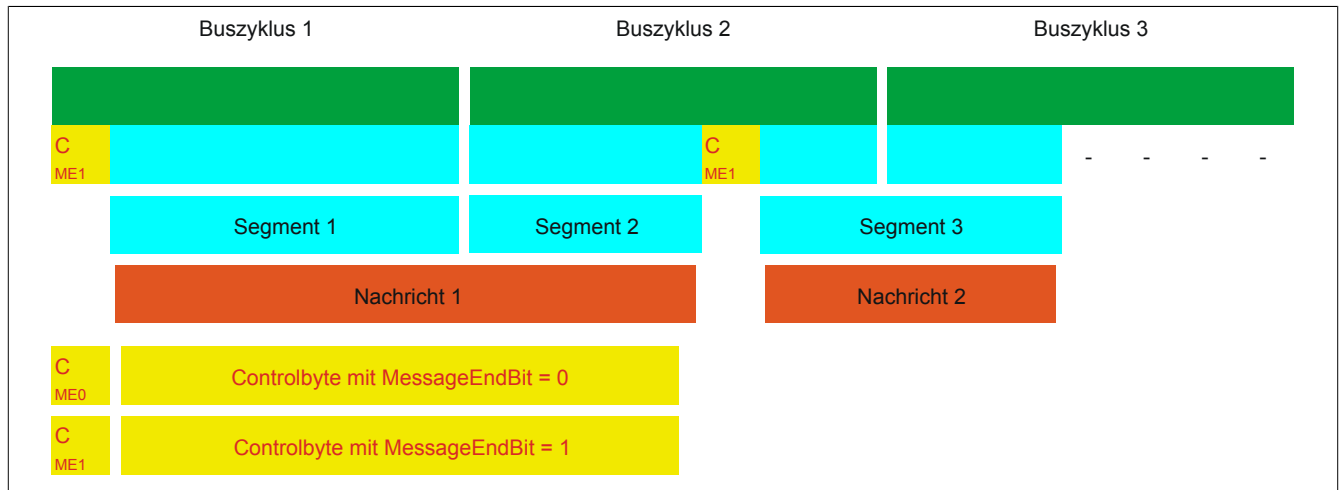 Buszyklus 1 Buszyklus 2 Buszyklus 3
C C
ME1 ME1 - - - -
Segment 1 Segment 2 Segment 3
Nachricht 1 Nachricht 2
C
ME0 Controlbyte mit MessageEndBit = 0
C
ME1 Controlbyte mit MessageEndBit = 1